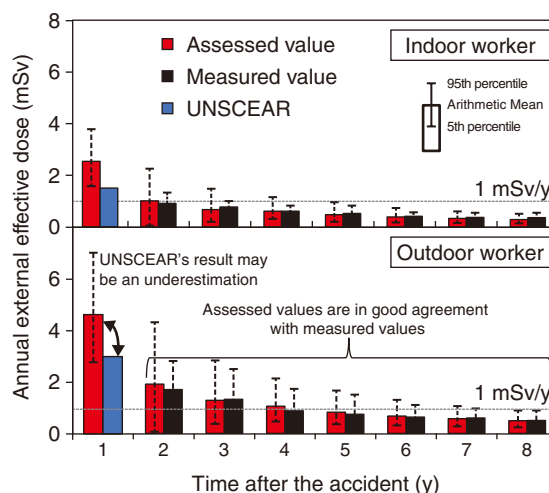 Annual external effective dose (mSv)
8
6
4
2
0
Assessed value
Measured value
UNSCEAR
Indoor worker
95th percentile
Arithmetic Mean
5th percentile
1 mSv/y
6
4
2
0
Outdoor worker
UNSCEAR's result may
be an underestimation
Assessed values are in good agreement
with measured values
1 mSv/y
1 2 3 4 5 6 7 8
Time after the accident (y)